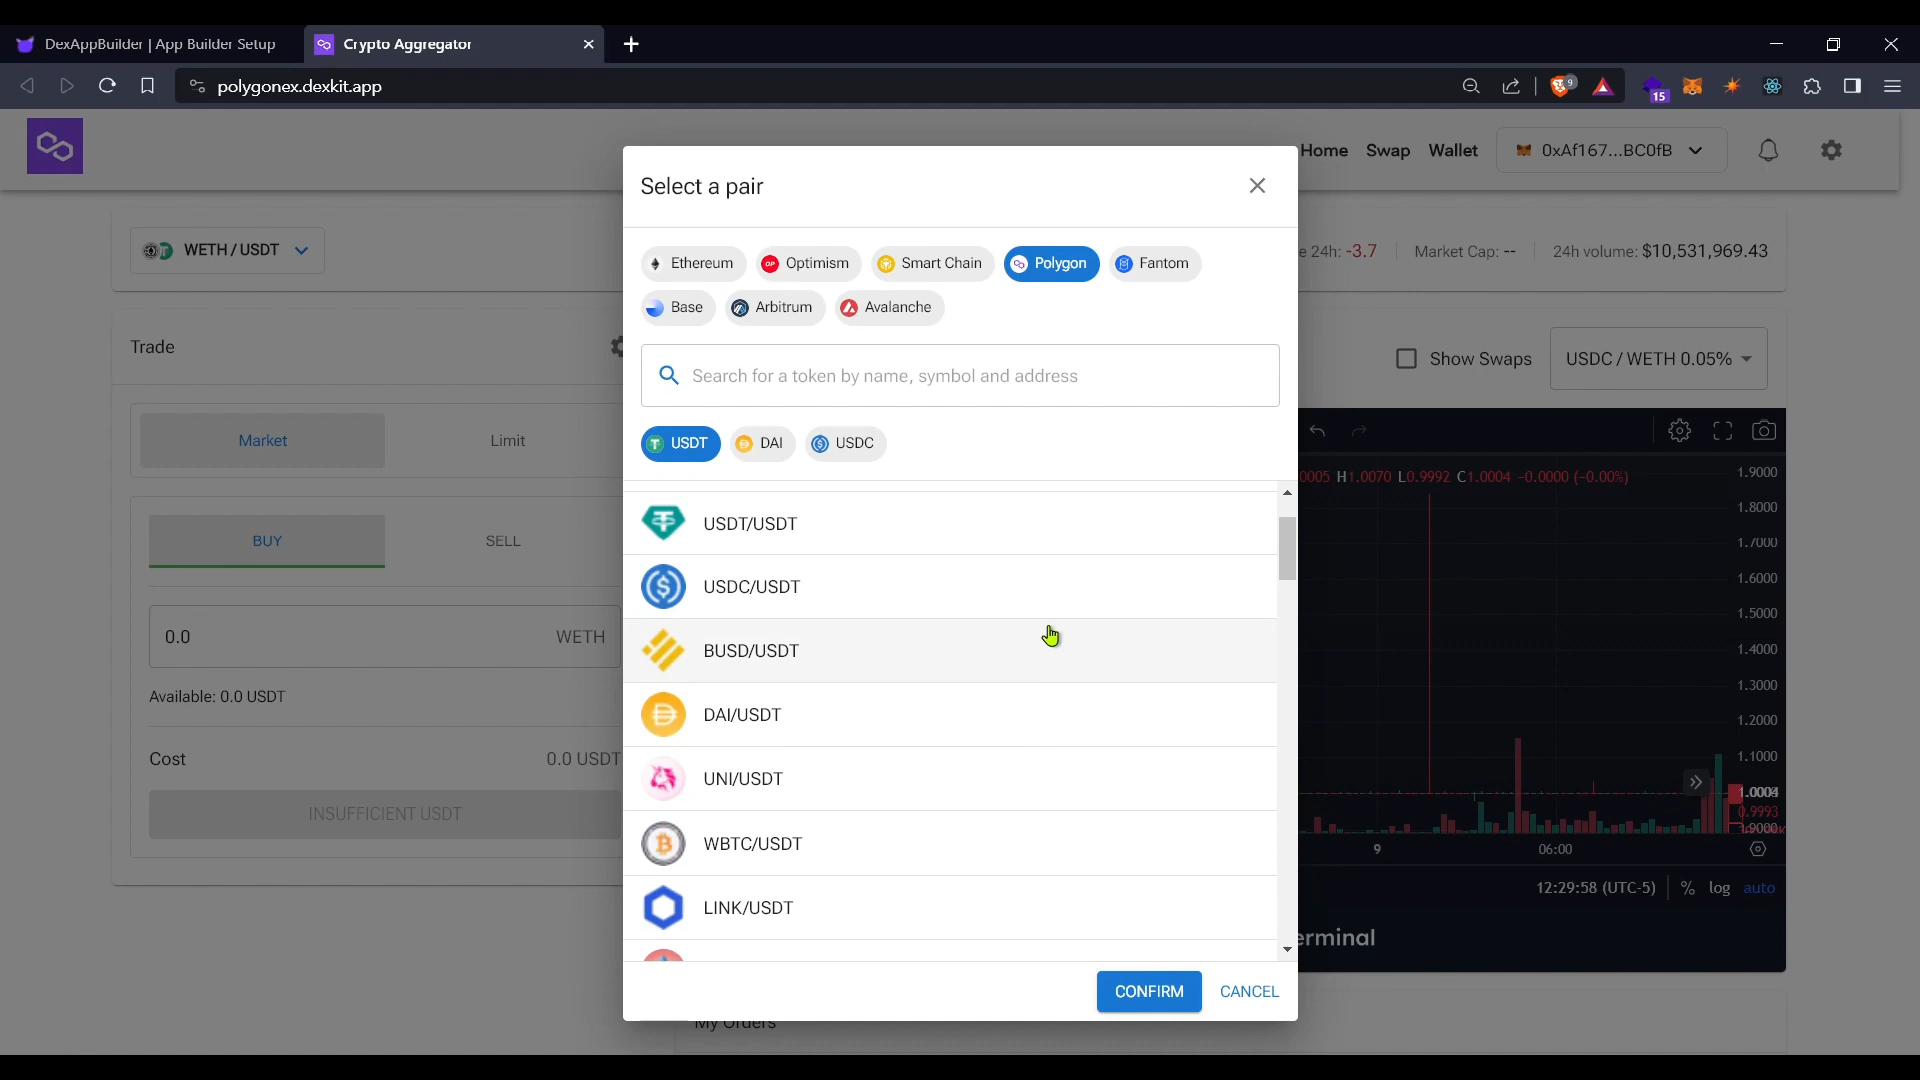 DexAppBuilder | App Builder Setup
Crypto Aggregator
polygonex.dexkit.app
9
15
Home
Swap
Wallet
0xAf167...BC0fB
Select a pair
WETH / USDT
e 24h: -3.7
Market Cap: --
24h volume: $10,531,969.43
Ethereum
OP
Optimism
Smart Chain
Polygon
Fantom
Base
Arbitrum
Avalanche
Trade
Search for a token by name, symbol and address
Show Swaps
USDC / WETH 0.05%
Market
Limit
USDT
DAI
USDC
0005 H1.0070 L0.9992 C1.0004 -0.0000 (-0.00%)
1.9000
1.8000
1.7000
1.6000
1.5000
1.4000
1.3000
1.2000
1.1000
1.0004
0.9993
BUY
SELL
0.0
WETH
Available: 0.0 USDT
Cost
0.0 USDT
INSUFFICIENT USDT
USDT/USDT
USDC/USDT
BUSD/USDT
DAI/USDT
UNI/USDT
WBTC/USDT
LINK/USDT
9
06:00
12:29:58 (UTC-5)
%
log
auto
erminal
CONFIRM
CANCEL
My Orders